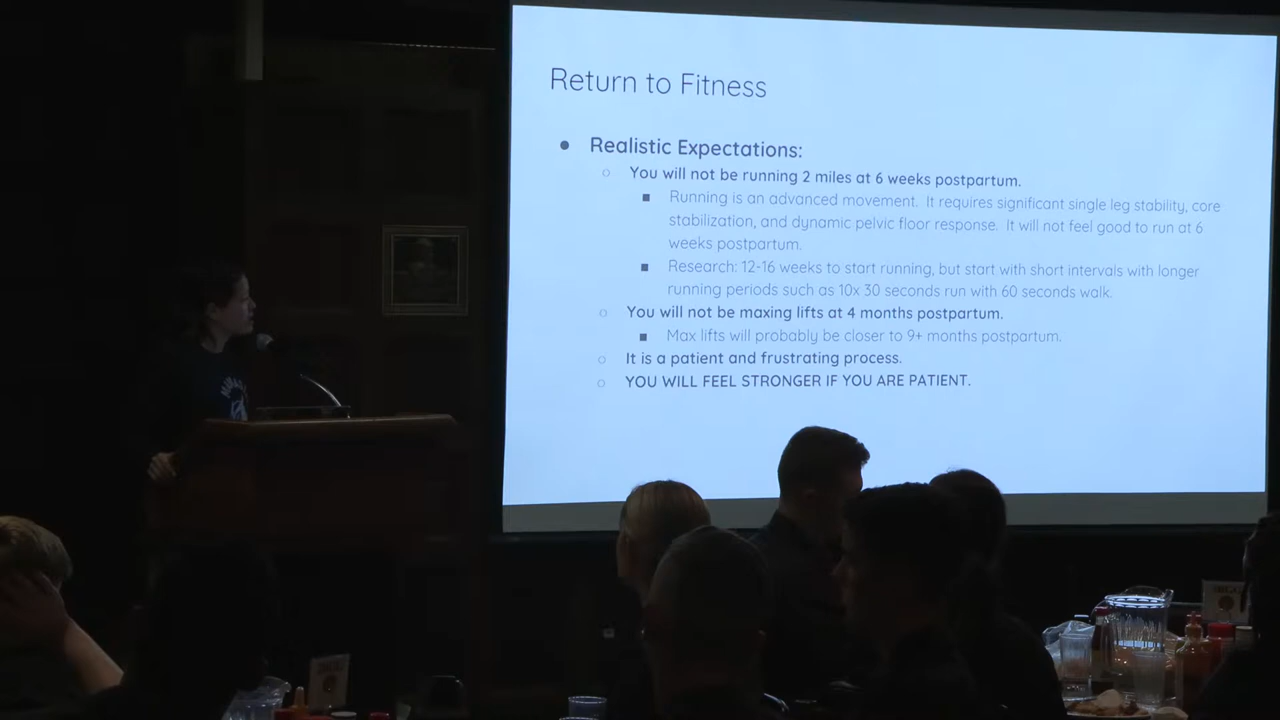 Return to Fitness
● Realistic Expectations:
○ You will not be running 2 miles at 6 weeks postpartum.
■ Running is an advanced movement. It requires significant single leg stability, core
stabilization, and dynamic pelvic floor response. It will not feel good to run at 6
weeks postpartum.
■ Research: 12-16 weeks to start running, but start with short intervals with longer
running periods such as 10x 30 seconds run with 60 seconds walk.
○ You will not be maxing lifts at 4 months postpartum.
■ Max lifts will probably be closer to 9+ months postpartum.
○ It is a patient and frustrating process.
○ YOU WILL FEEL STRONGER IF YOU ARE PATIENT.